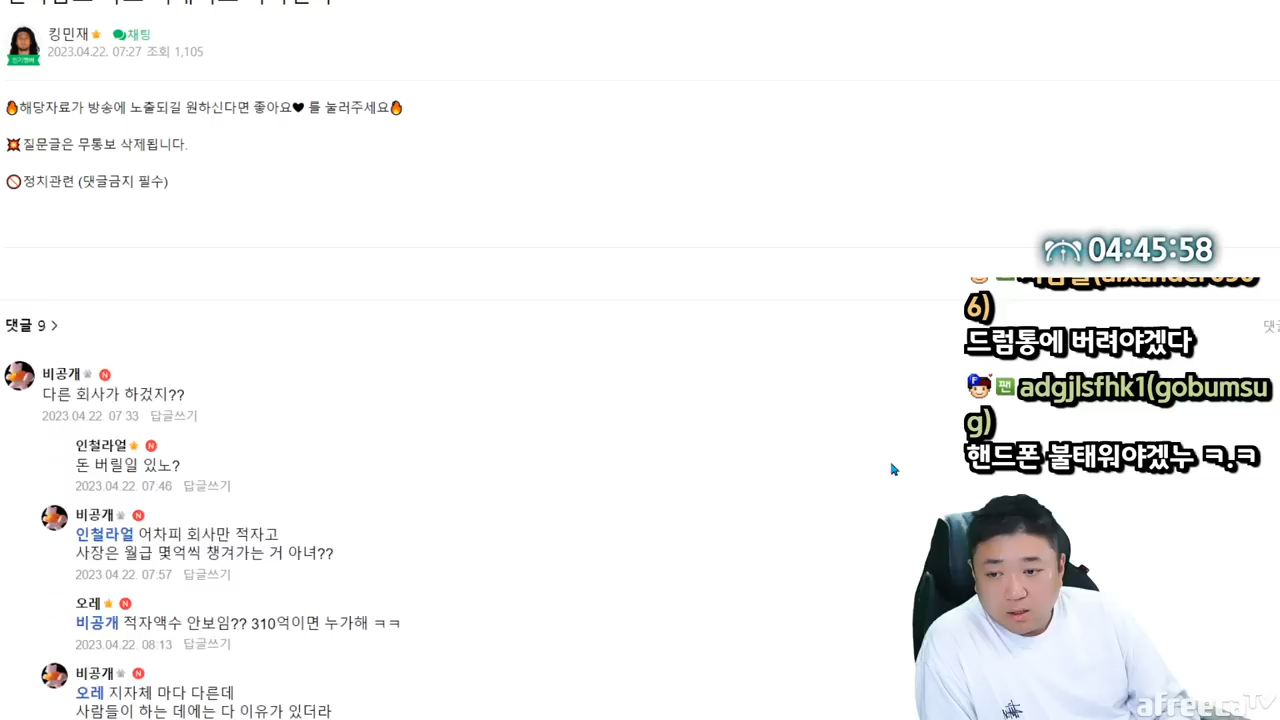 킹민재 채팅
인기멤버
2023.04.22. 07:27 조회 1,105
🔥해당자료가 방송에 노출되길 원하신다면 좋아요🖤 를 눌러주세요🔥
💥질문글은 무통보 삭제됩니다.
🚫정치관련 (댓글금지 필수)
댓글 9 >
비공개 N
다른 회사가 하겄지??
2023.04.22. 07:33 답글쓰기
인철라얼 N
돈 버릴일 있노?
2023.04.22. 07:46 답글쓰기
비공개 N
인철라얼 어차피 회사만 적자고
사장은 월급 몇억씩 챙겨가는 거 아녀??
2023.04.22. 07:57 답글쓰기
오레 N
비공개 적자액수 안보임?? 310억이면 누가해 ㅋㅋ
2023.04.22. 08:13 답글쓰기
비공개 N
오레 지자체 마다 다른데
사람들이 하는 데에는 다 이유가 있더라
04:45:58
6)
드럼통에 버려야겠다
팬 adgjlsfhk1(gobumsu
g)
핸드폰 불태워야겠누 ㅋ.ㅋ
afreecaTV